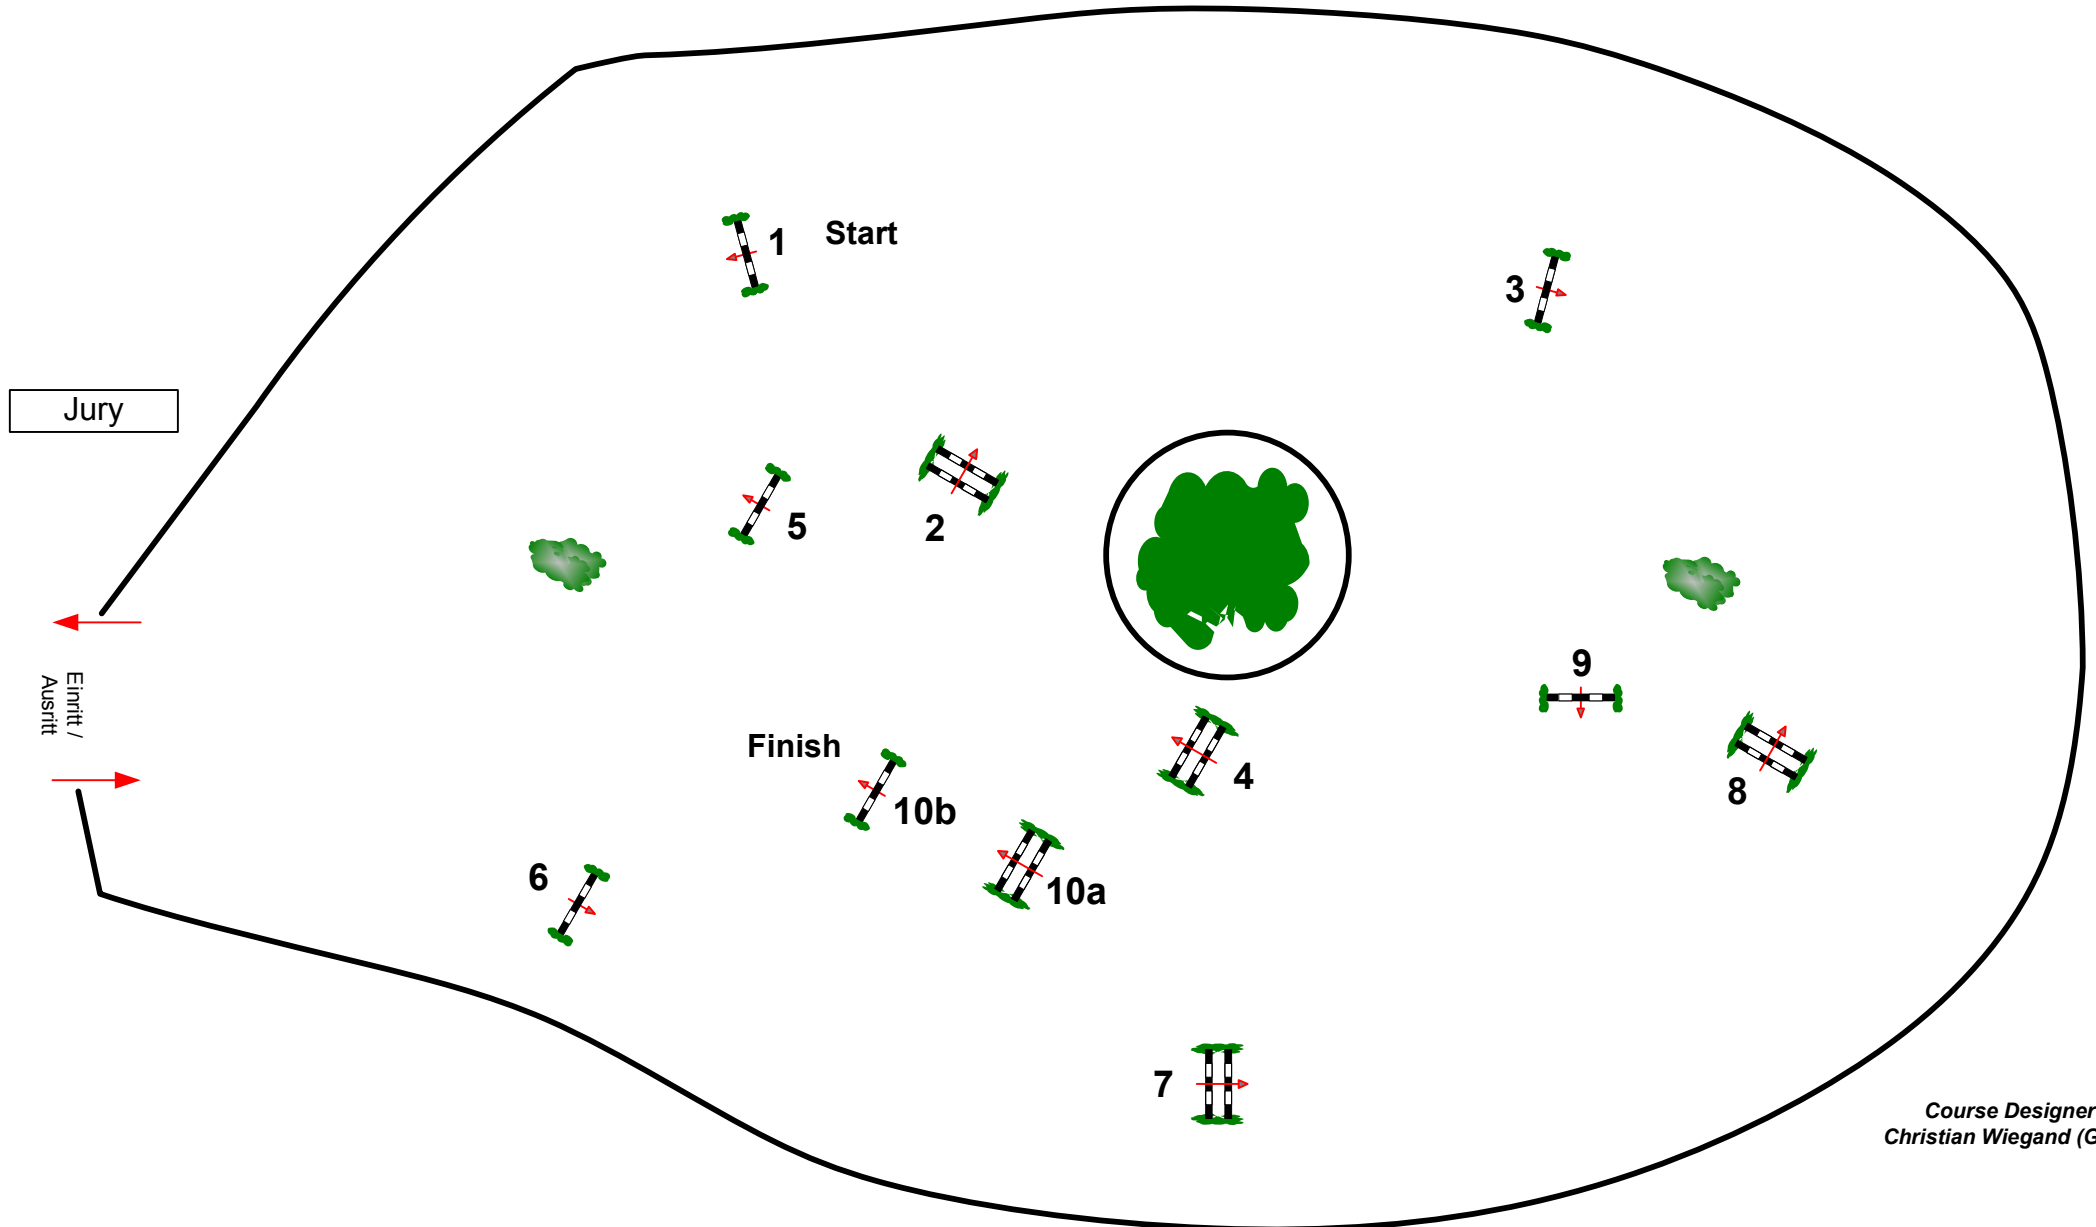 1
Start
3
Jury
5
2
9
Einritt /
Ausritt
Finish
4
8
10b
6
10a
7
Course Designer
Christian Wiegand (G